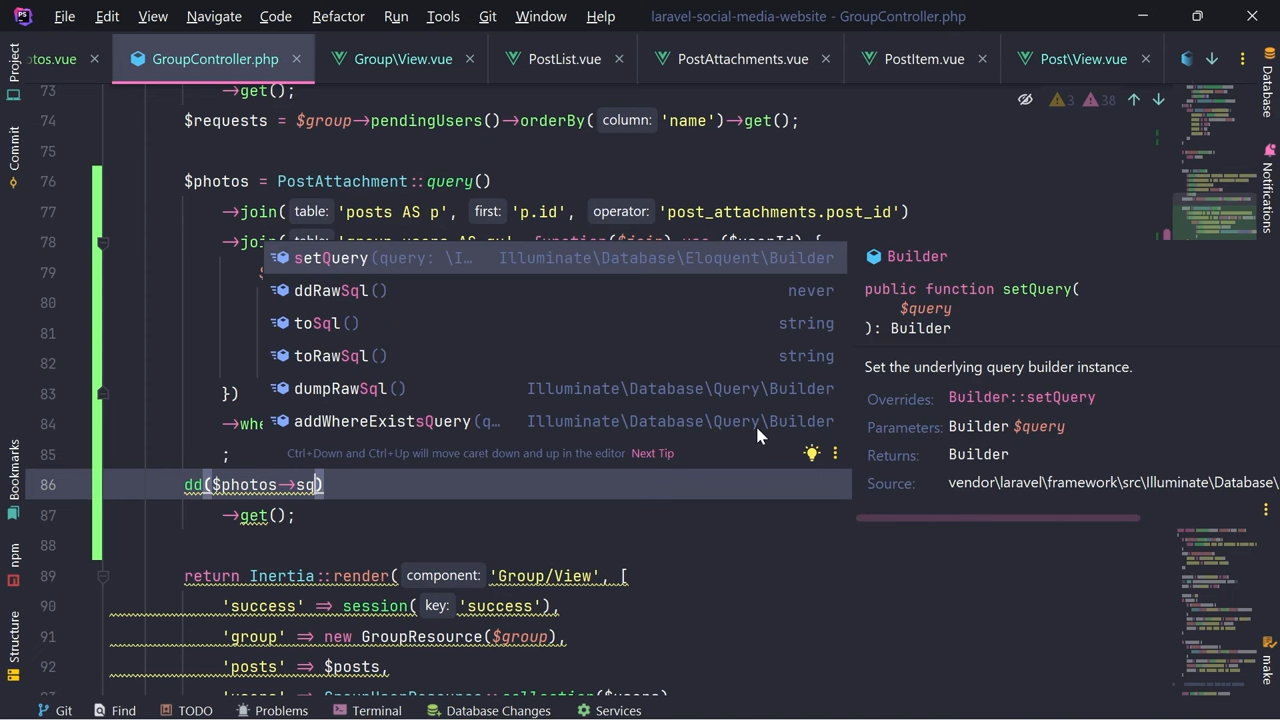 File Edit View Navigate Code Refactor Run Tools Git Window Help laravel-social-media-website - GroupController.php
otos.vue GroupController.php Group\View.vue PostList.vue PostAttachments.vue PostItem.vue Post\View.vue
Project
Commit
Bookmarks
npm
Structure
73 →get();
3 38
74 $requests = $group→pendingUsers()→orderBy( column: 'name')→get();
75
76 $photos = PostAttachment::query()
77 →join( table: 'posts AS p', first: 'p.id', operator: 'post_attachments.post_id')
78
79
80
81
82
83 })
84 →whe
85 ;
86 dd($photos→sq)
87 →get();
88
89 return Inertia::render( component: 'Group/View', [
90 'success' ⇒ session( key: 'success'),
91 'group' ⇒ new GroupResource($group),
92 'posts' ⇒ $posts,
setQuery(query: \I… Illuminate\Database\Eloquent\Builder
ddRawSql() never
toSql() string
toRawSql() string
dumpRawSql() Illuminate\Database\Query\Builder
addWhereExistsQuery(q… Illuminate\Database\Query\Builder
Ctrl+Down and Ctrl+Up will move caret down and up in the editor Next Tip
Builder
public function setQuery(
$query
): Builder
Set the underlying query builder instance.
Overrides: Builder::setQuery
Parameters: Builder $query
Returns: Builder
Source: vendor\laravel\framework\src\Illuminate\Database\
Database
Notifications
make
Git Find TODO Problems Terminal Database Changes Services